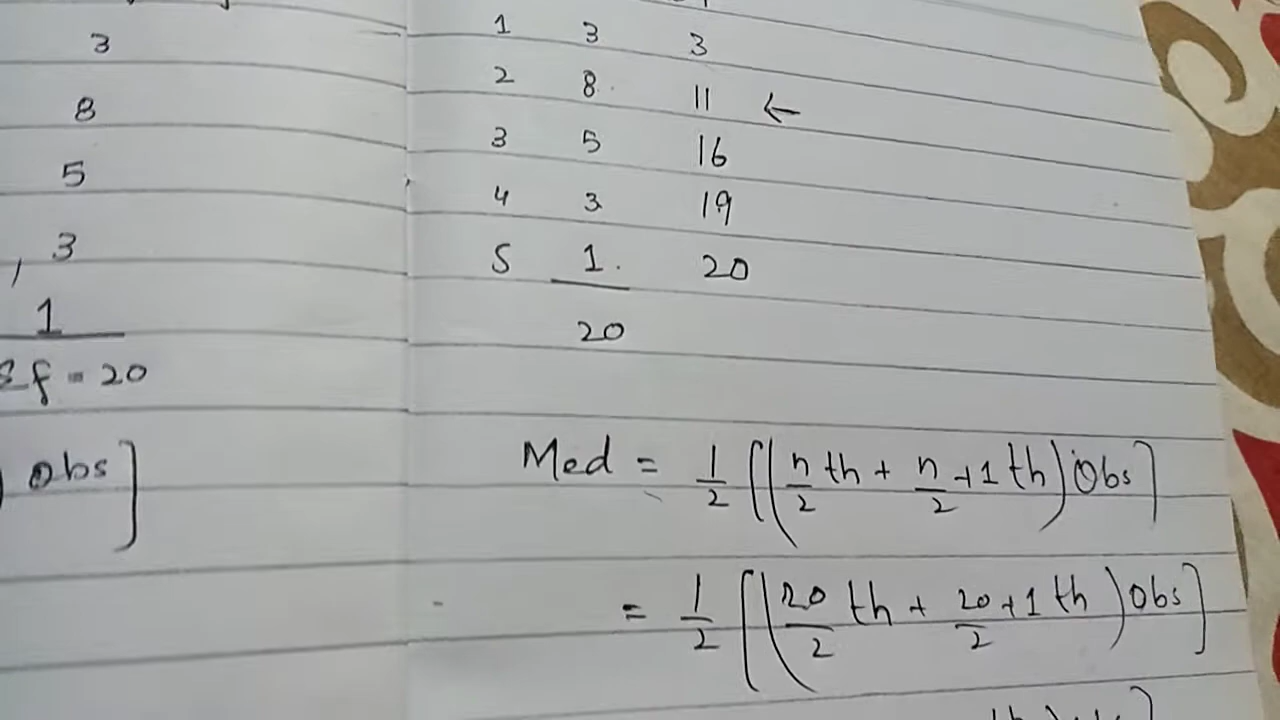 3
8
5
, 3
1
Σf = 20
Obs ]
1 3 3
2 8 11 ←
3 5 16
4 3 19
5 1 20
20
Med = 1/2 [(n/2 th + n/2 +1 th) Obs]
= 1/2 [(20/2 th + 20/2 +1 th) Obs]